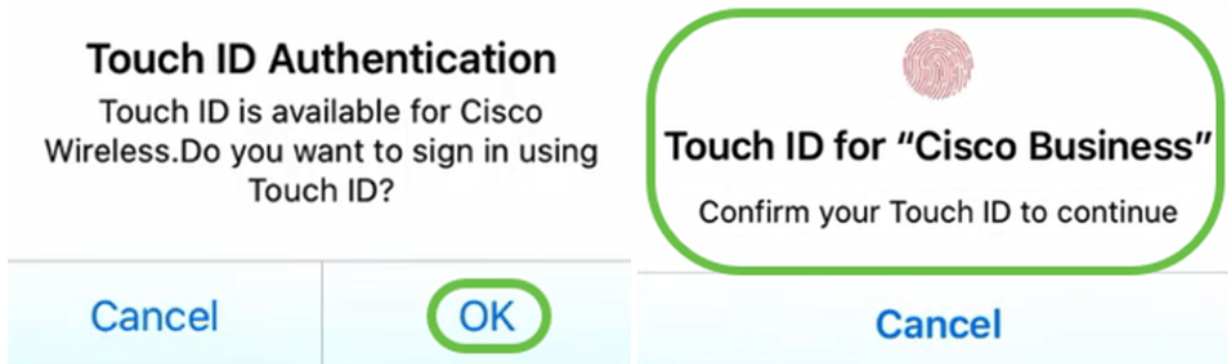 Touch ID Authentication
Touch ID is available for Cisco
Wireless.Do you want to sign in using
Touch ID?
Cancel
OK
Touch ID for “Cisco Business”
Confirm your Touch ID to continue
Cancel